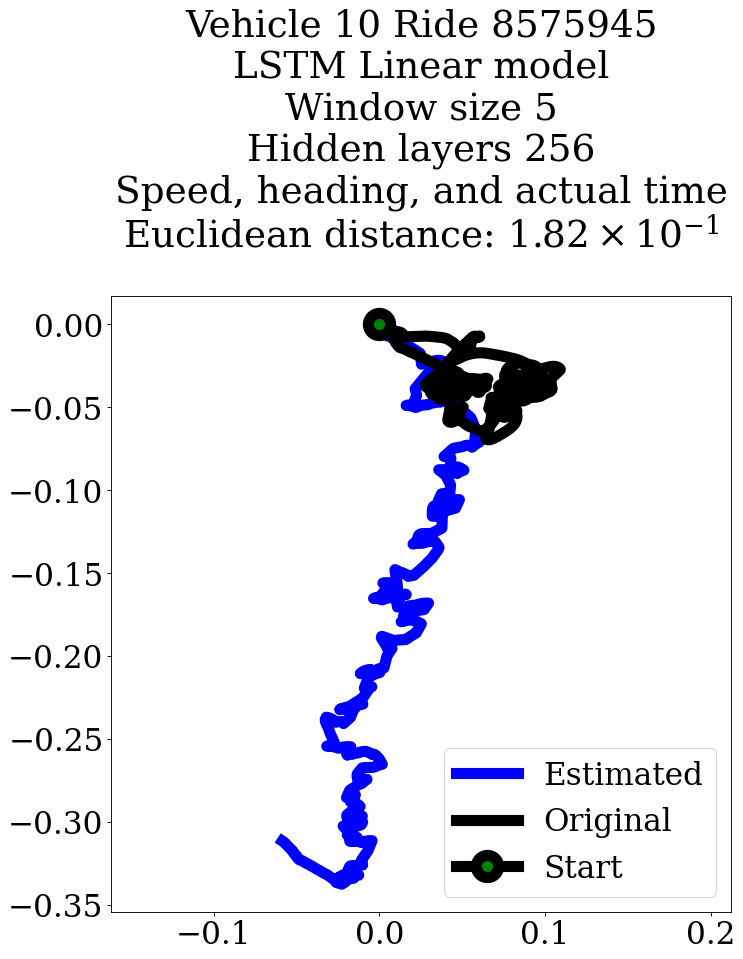 Vehicle 10 Ride 8575945
LSTM Linear model
Window size 5
Hidden layers 256
Speed, heading, and actual time
Euclidean distance: 1.82 × 10⁻¹
0.00
−0.05
−0.10
−0.15
−0.20
−0.25
−0.30
−0.35
Estimated
Original
Start
−0.1
0.0
0.1
0.2